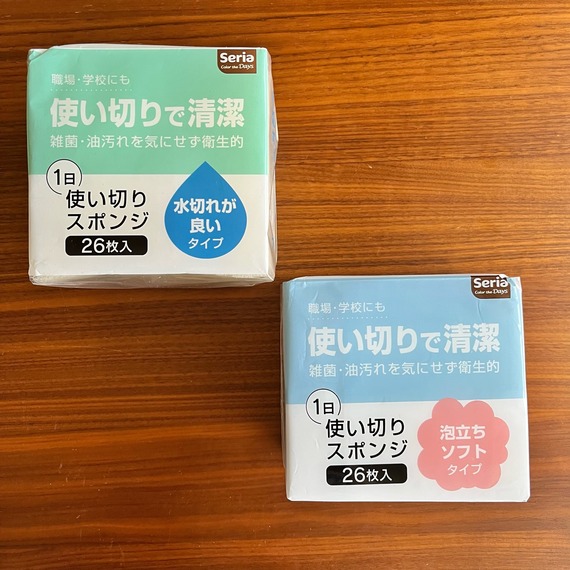 Seria
Color the Days
職場・学校にも
使い切りで清潔
雑菌・油汚れを気にせず衛生的
1日
使い切り
スポンジ
26枚入
水切れが
良い
タイプ
Seria
Color the Days
職場・学校にも
使い切りで清潔
雑菌・油汚れを気にせず衛生的
1日
使い切り
スポンジ
26枚入
泡立ち
ソフト
タイプ